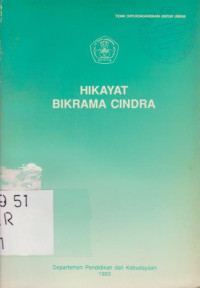 TIDAK DIPERDAGANGKAN UNTUK UMUM
HIKAYAT
BIKRAMA CINDRA
9 51
R
1
Departemen Pendidikan dan Kebudayaan
1993